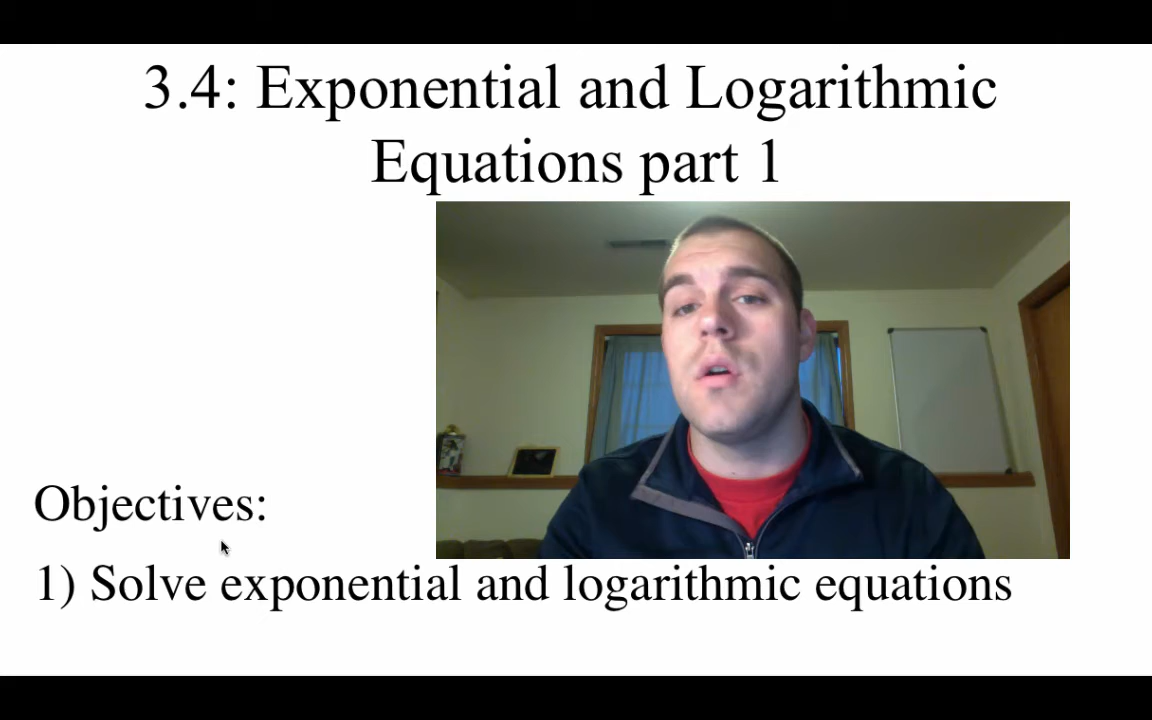 3.4: Exponential and Logarithmic
Equations part 1
Objectives:
1) Solve exponential and logarithmic equations